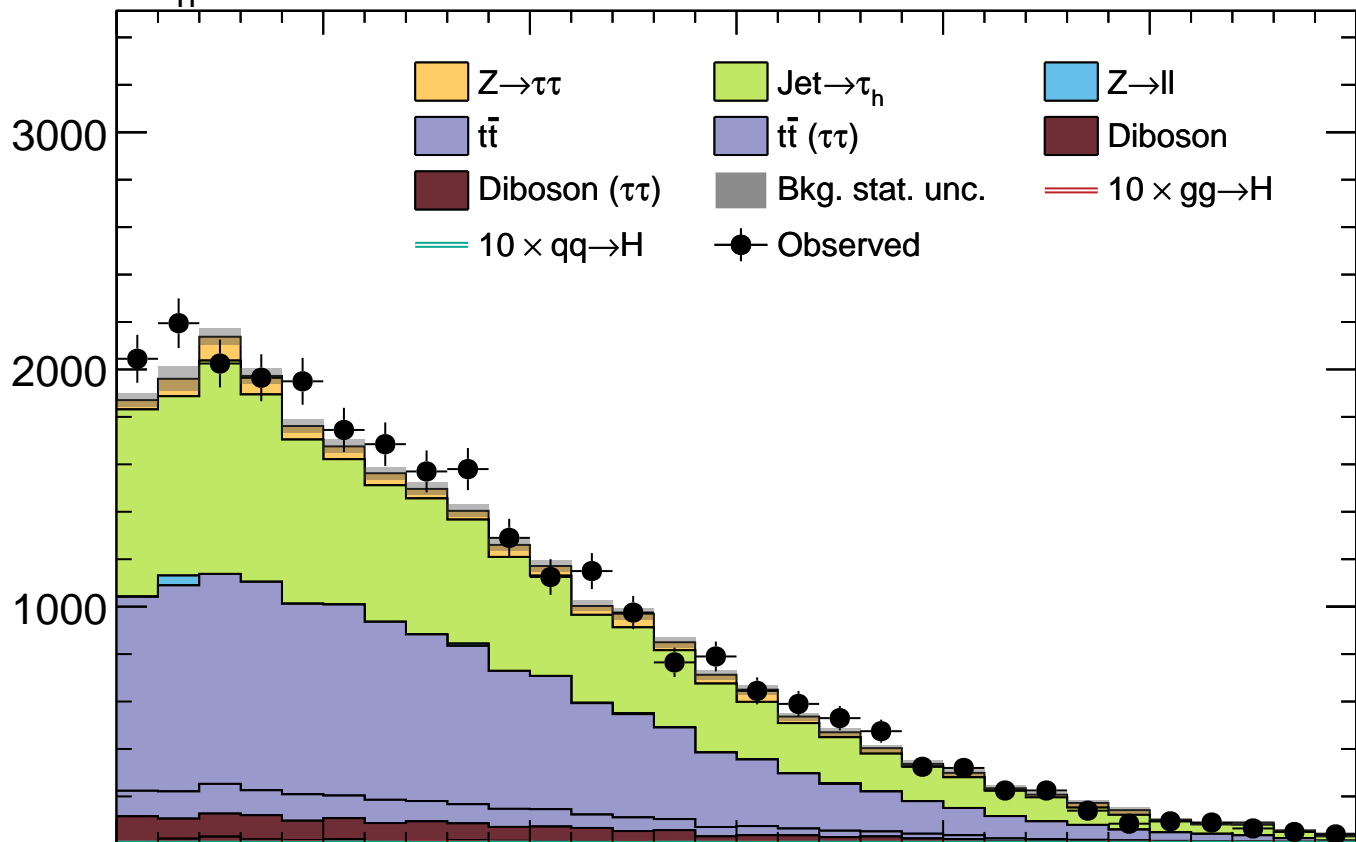 Z→ττ Jet→τh Z→ll
3000
tt̄ tt̄ (ττ) Diboson
Diboson (ττ) Bkg. stat. unc. 10 × gg→H
10 × qq→H Observed
2000
1000